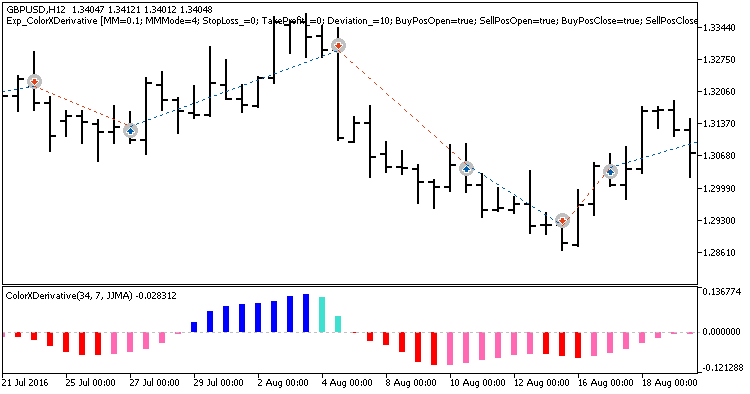 GBPUSD,H12 1.34047 1.34121 1.34012 1.34048
Exp_ColorXDerivative [MM=0.1; MMMode=4; StopLoss_=0; TakeProfit_=0; Deviation_=10; BuyPosOpen=true; SellPosOpen=true; BuyPosClose=true; SellPosClose
1.33440
1.32750
1.32060
1.31370
1.30680
1.29990
1.29300
1.28610
ColorXDerivative(34, 7, JJMA) -0.028312
0.136774
0.000000
-0.121288
21 Jul 2016 25 Jul 00:00 27 Jul 00:00 29 Jul 00:00 2 Aug 00:00 4 Aug 00:00 8 Aug 00:00 10 Aug 00:00 12 Aug 00:00 16 Aug 00:00 18 Aug 00:00